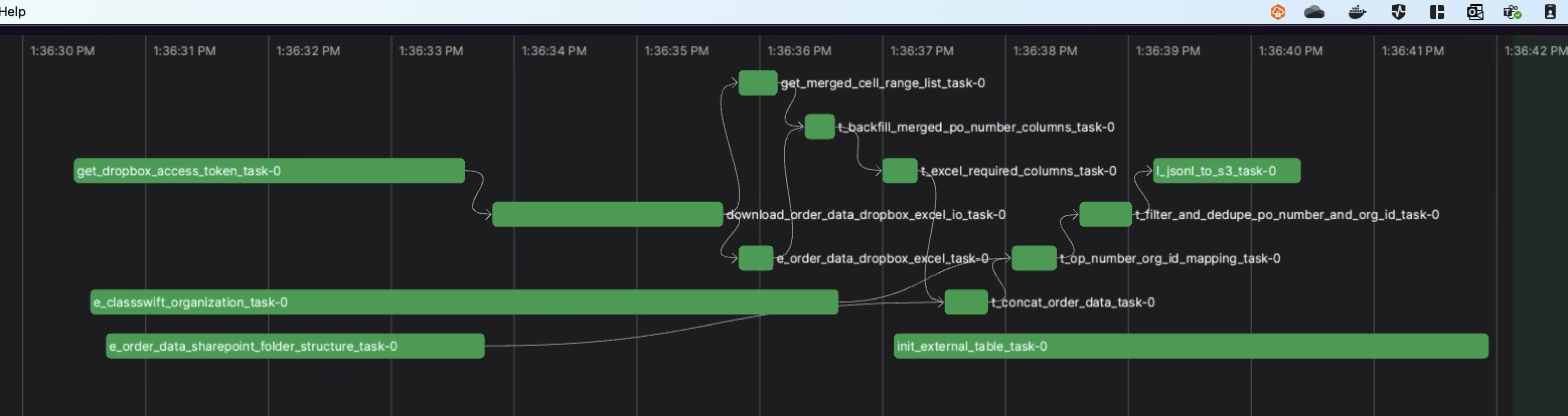 Help
1:36:30 PM 1:36:31 PM 1:36:32 PM 1:36:33 PM 1:36:34 PM 1:36:35 PM 1:36:36 PM 1:36:37 PM 1:36:38 PM 1:36:39 PM 1:36:40 PM 1:36:41 PM 1:36:42 PM
get_merged_cell_range_list_task-0
t_backfill_merged_po_number_columns_task-0
get_dropbox_access_token_task-0 t_excel_required_columns_task-0 l_jsonl_to_s3_task-0
download_order_data_dropbox_excel_io_task-0 t_filter_and_dedupe_po_number_and_org_id_task-0
e_order_data_dropbox_excel_task-0 t_op_number_org_id_mapping_task-0
e_classswift_organization_task-0 t_concat_order_data_task-0
e_order_data_sharepoint_folder_structure_task-0 init_external_table_task-0